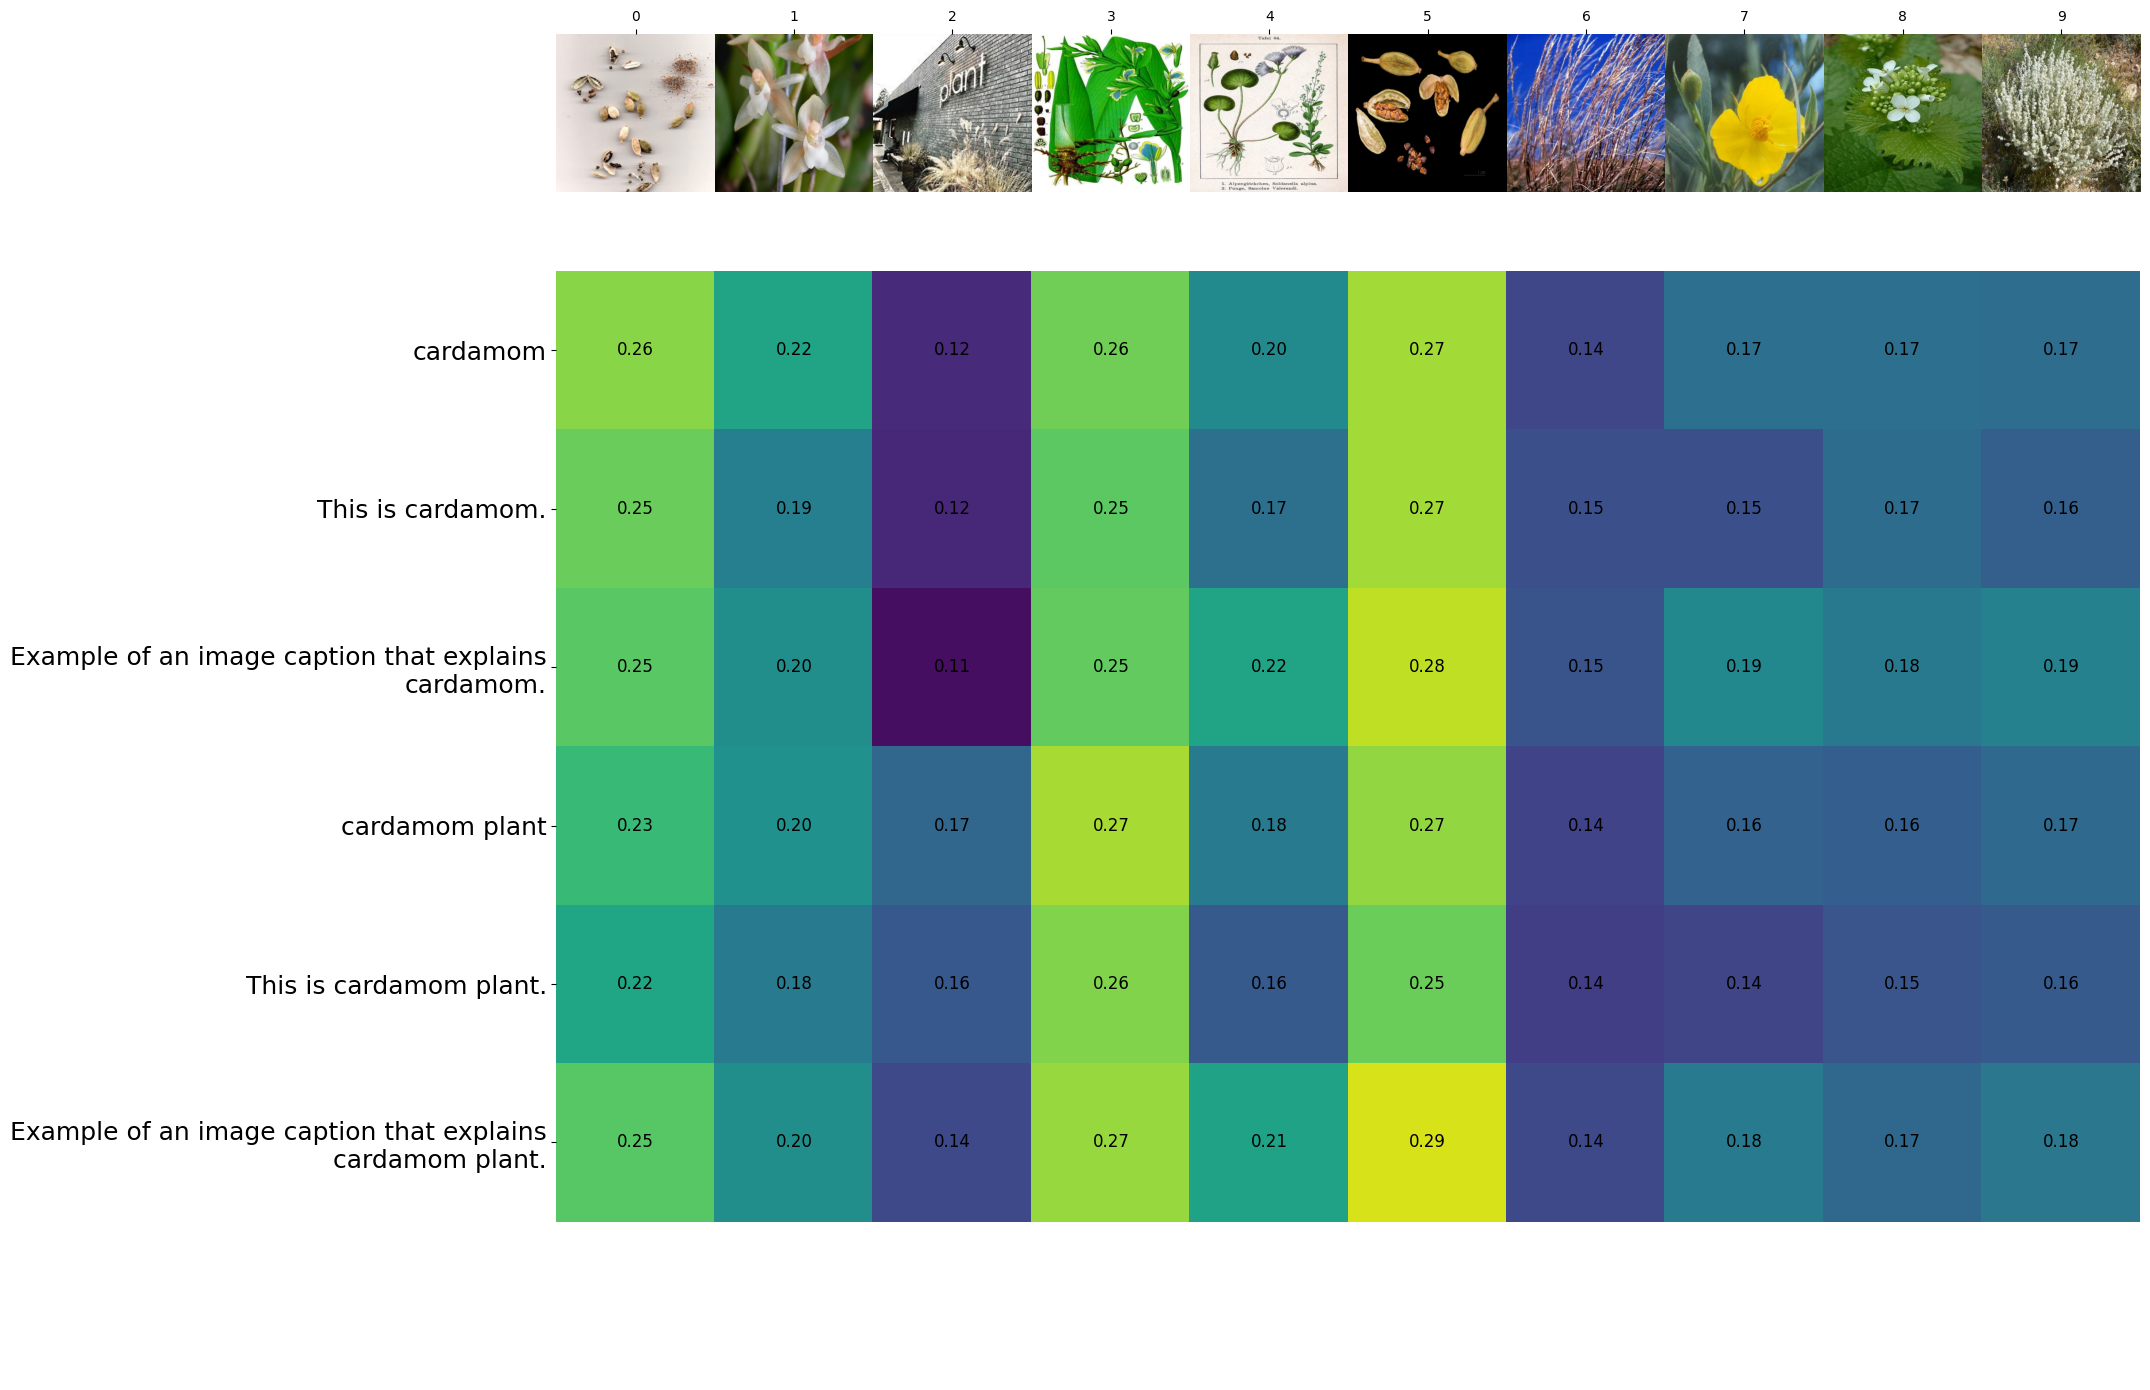 0 1 2 3 4 5 6 7 8 9
plant
Tafel 36.
1. Alpenglöckchen, Soldanella alpina.
cardamom 0.26 0.22 0.12 0.26 0.20 0.27 0.14 0.17 0.17 0.17
This is cardamom. 0.25 0.19 0.12 0.25 0.17 0.27 0.15 0.15 0.17 0.16
Example of an image caption that explains
cardamom. 0.25 0.20 0.11 0.25 0.22 0.28 0.15 0.19 0.18 0.19
cardamom plant 0.23 0.20 0.17 0.27 0.18 0.27 0.14 0.16 0.16 0.17
This is cardamom plant. 0.22 0.18 0.16 0.26 0.16 0.25 0.14 0.14 0.15 0.16
Example of an image caption that explains
cardamom plant. 0.25 0.20 0.14 0.27 0.21 0.29 0.14 0.18 0.17 0.18